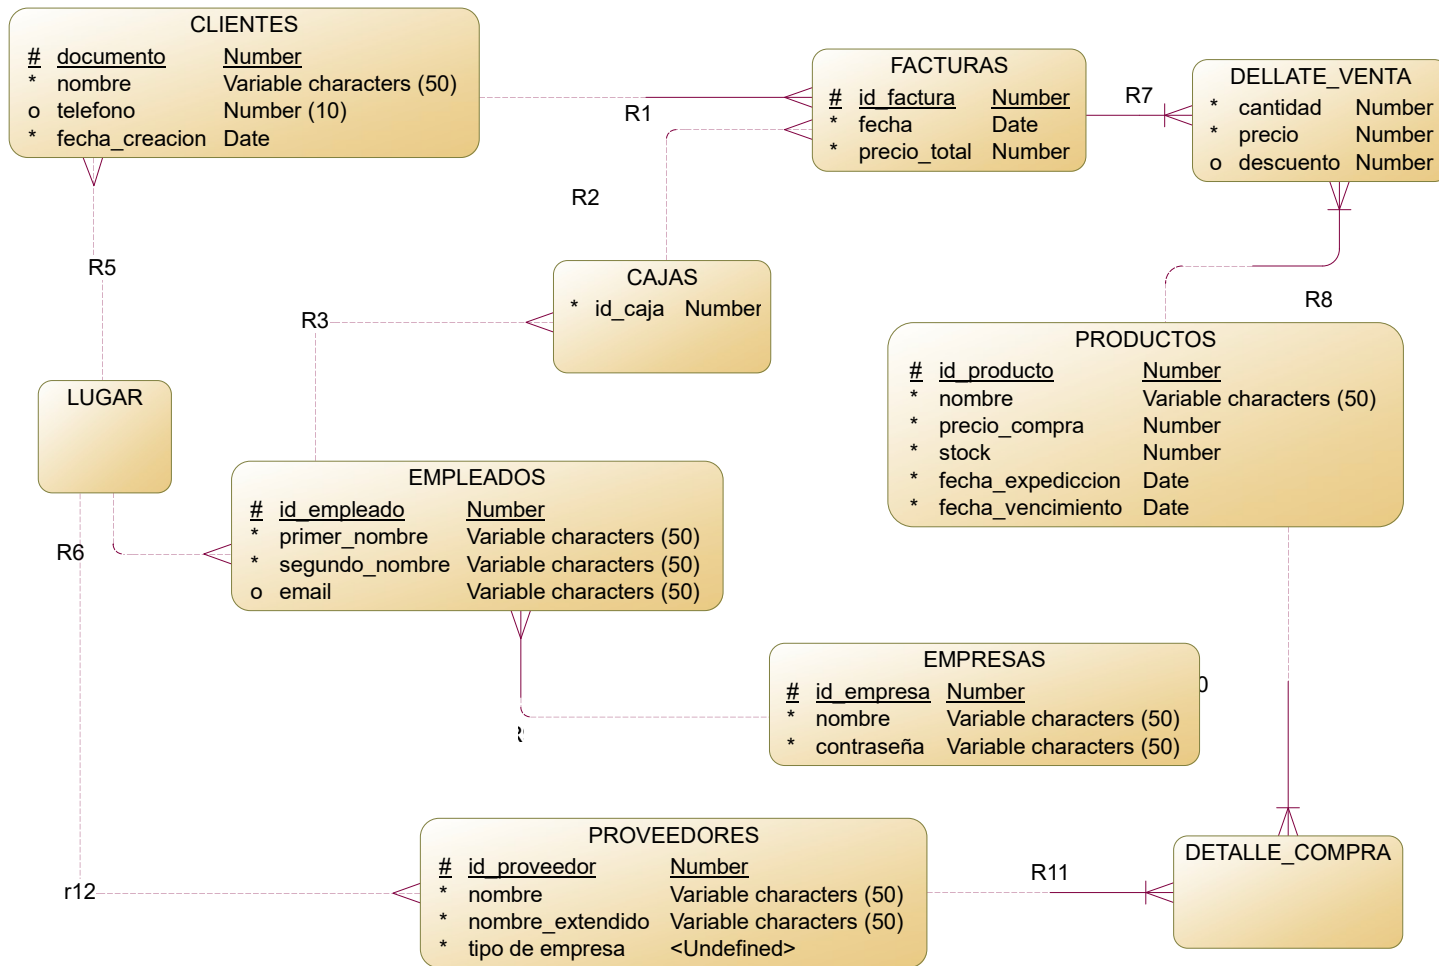 CLIENTES
# documento Number
* nombre Variable characters (50)
o telefono Number (10)
* fecha_creacion Date
R1
FACTURAS
# id_factura Number
* fecha Date
* precio_total Number
R7
DELLATE_VENTA
* cantidad Number
* precio Number
o descuento Number
R2
R5
CAJAS
* id_caja Number
R3
R8
PRODUCTOS
# id_producto Number
* nombre Variable characters (50)
* precio_compra Number
* stock Number
* fecha_expediccion Date
* fecha_vencimiento Date
LUGAR
EMPLEADOS
# id_empleado Number
* primer_nombre Variable characters (50)
* segundo_nombre Variable characters (50)
o email Variable characters (50)
R6
EMPRESAS
# id_empresa Number
* nombre Variable characters (50)
* contraseña Variable characters (50)
PROVEEDORES
# id_proveedor Number
* nombre Variable characters (50)
* nombre_extendido Variable characters (50)
* tipo de empresa <Undefined>
r12
R11
DETALLE_COMPRA